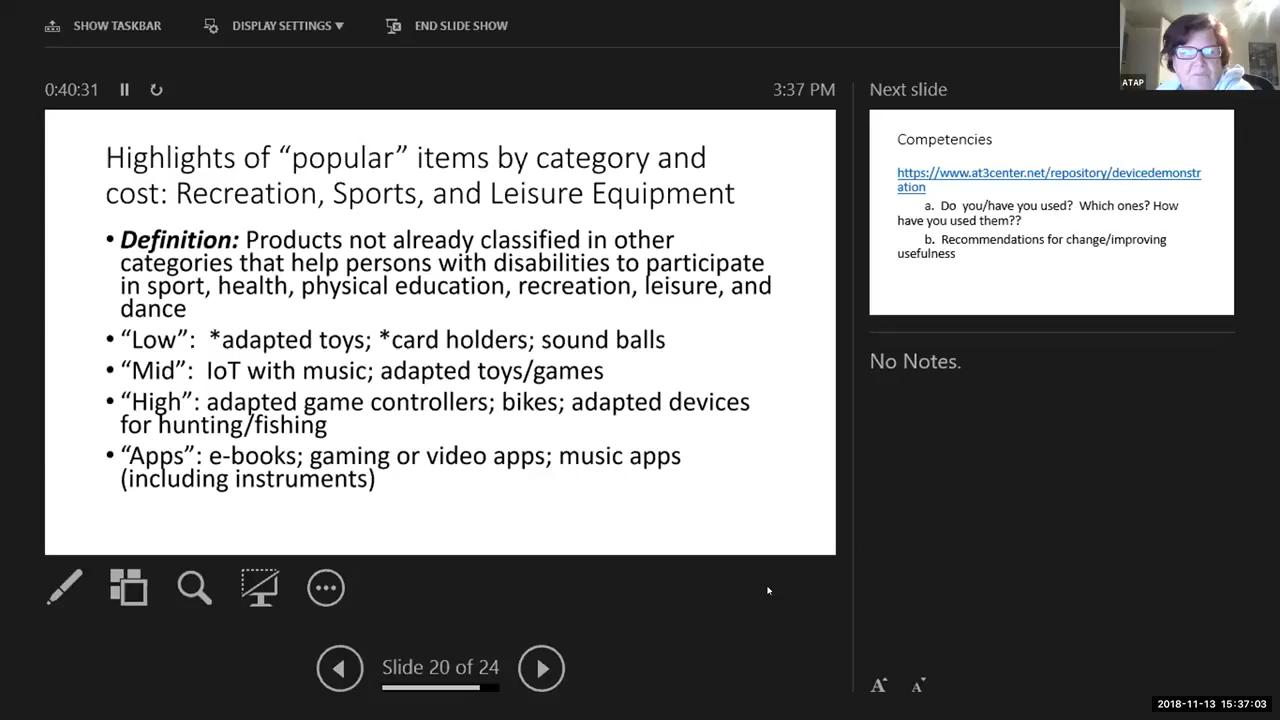 SHOW TASKBAR DISPLAY SETTINGS ▼ END SLIDE SHOW
ATAP
0:40:31 3:37 PM
Highlights of “popular” items by category and
cost: Recreation, Sports, and Leisure Equipment
• Definition: Products not already classified in other
categories that help persons with disabilities to participate
in sport, health, physical education, recreation, leisure, and
dance
• “Low”: *adapted toys; *card holders; sound balls
• “Mid”: IoT with music; adapted toys/games
• “High”: adapted game controllers; bikes; adapted devices
for hunting/fishing
• “Apps”: e-books; gaming or video apps; music apps
(including instruments)
Slide 20 of 24
Next slide
Competencies
https://www.at3center.net/repository/devicedemonstr
ation
a. Do you/have you used? Which ones? How
have you used them??
b. Recommendations for change/improving
usefulness
No Notes.
A A
2018-11-13 15:37:03